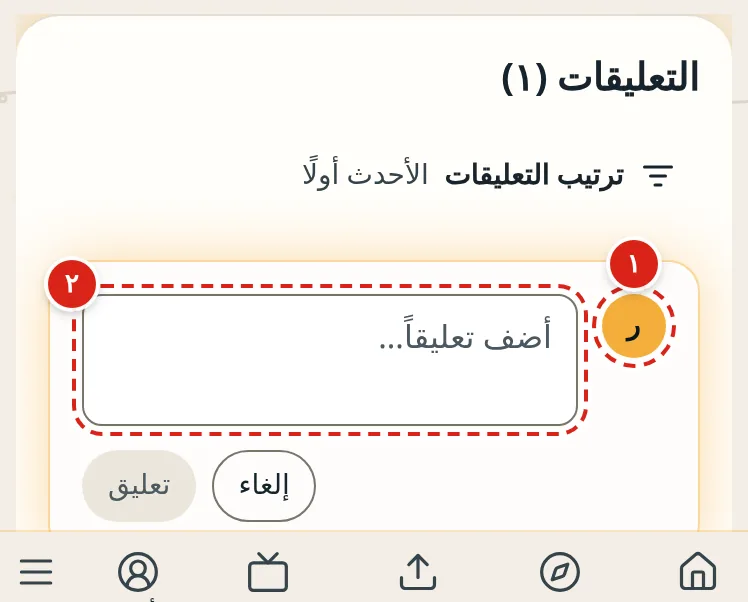 التعليقات (١)
ترتيب التعليقات الأحدث أولًا
١
٢
ر
أضف تعليقاً...
إلغاء
تعليق